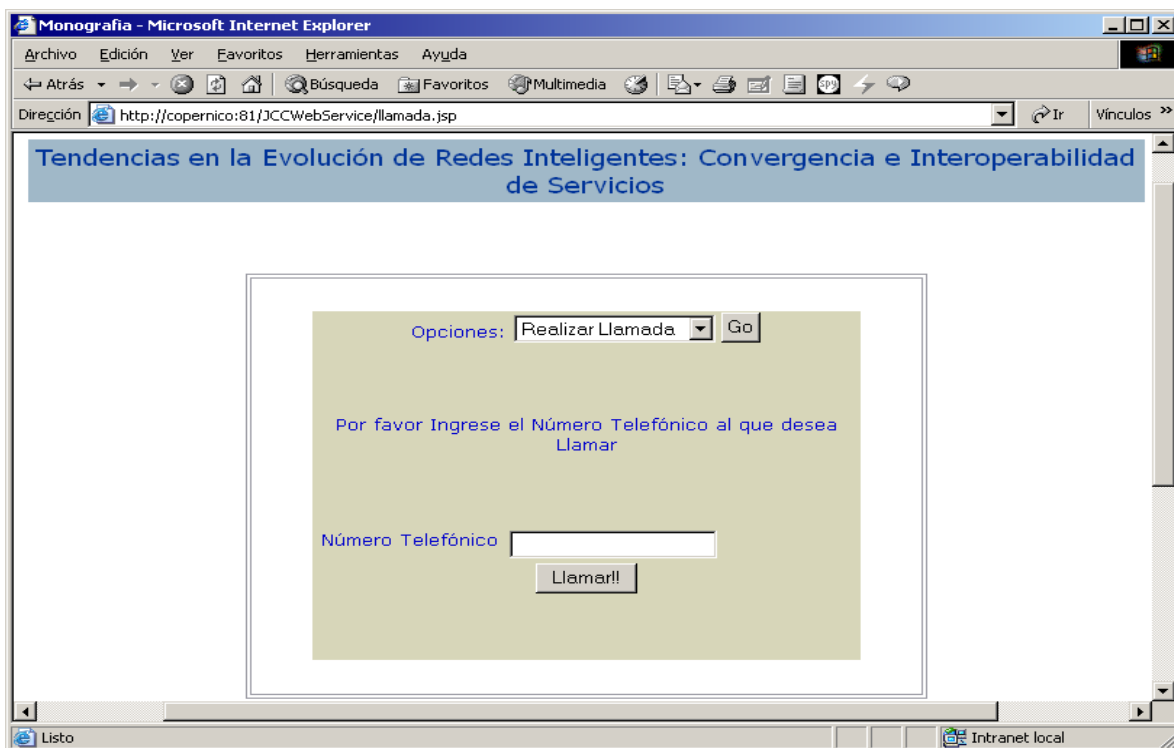 Monografia - Microsoft Internet Explorer
Archivo Edición Ver Favoritos Herramientas Ayuda
Atrás Búsqueda Favoritos Multimedia SPY
Dirección http://copernico:81/JCCWebService/llamada.jsp Ir Vínculos »
Tendencias en la Evolución de Redes Inteligentes: Convergencia e Interoperabilidad
de Servicios
Opciones: Realizar Llamada Go
Por favor Ingrese el Número Telefónico al que desea
Llamar
Número Telefónico
Llamar!!
Listo Intranet local